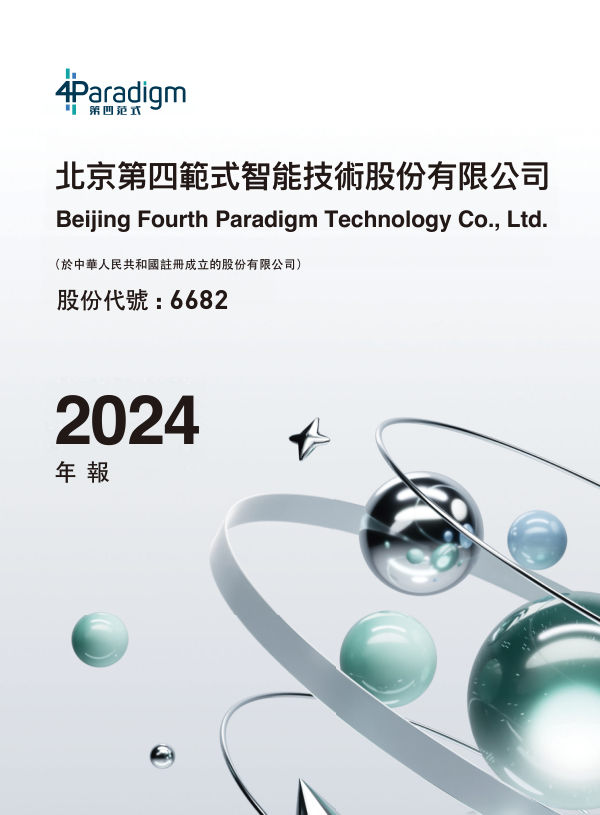 4Paradigm
第四范式
北京第四範式智能技術股份有限公司
Beijing Fourth Paradigm Technology Co., Ltd.
（於中華人民共和國註冊成立的股份有限公司）
股份代號：6682
2024
年 報